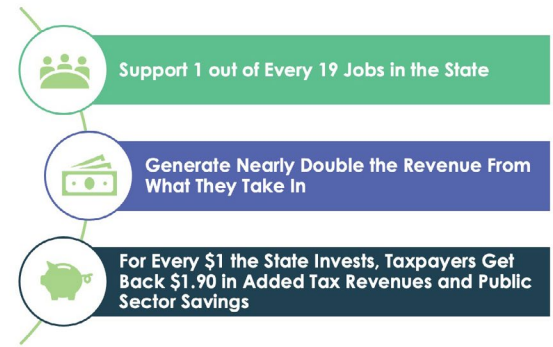 Support 1 out of Every 19 Jobs in the State
Generate Nearly Double the Revenue From
What They Take In
For Every $1 the State Invests, Taxpayers Get
Back $1.90 in Added Tax Revenues and Public
Sector Savings